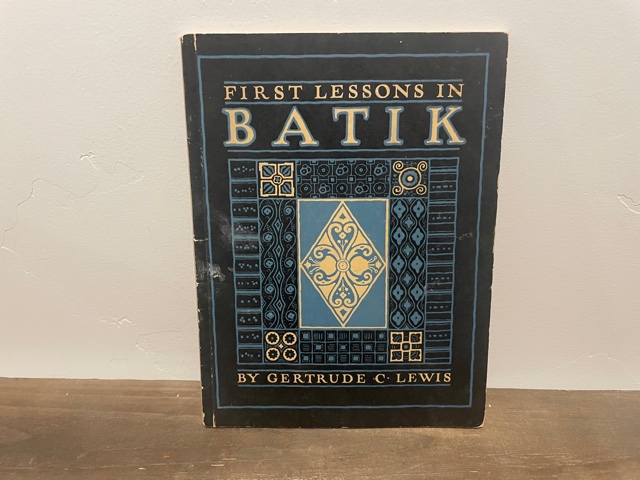 FIRST LESSONS IN
BATIK
BY GERTRUDE · C · LEWIS